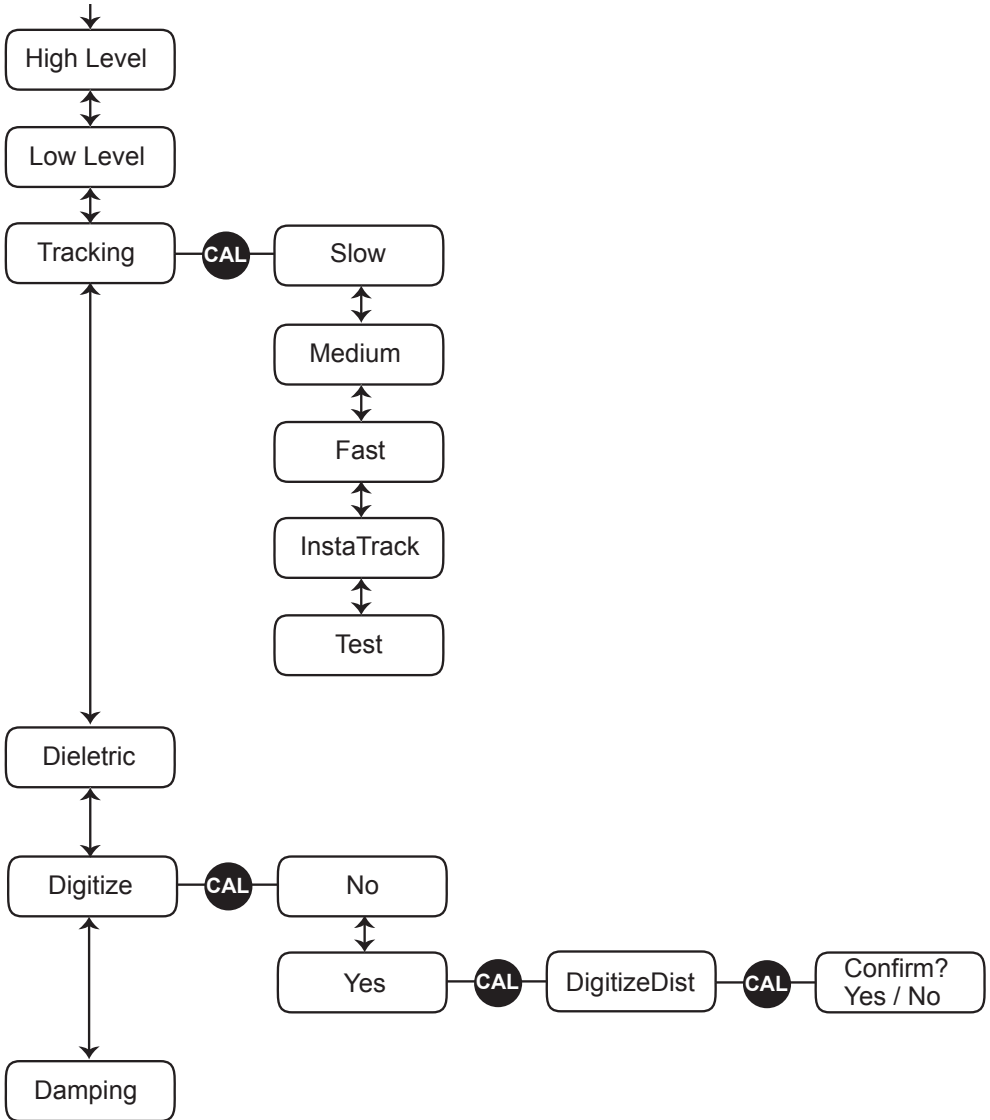 High Level
Low Level
Tracking
CAL
Slow
Medium
Fast
InstaTrack
Test
Dieletric
Digitize
CAL
No
Yes
CAL
DigitizeDist
CAL
Confirm?
Yes / No
Damping